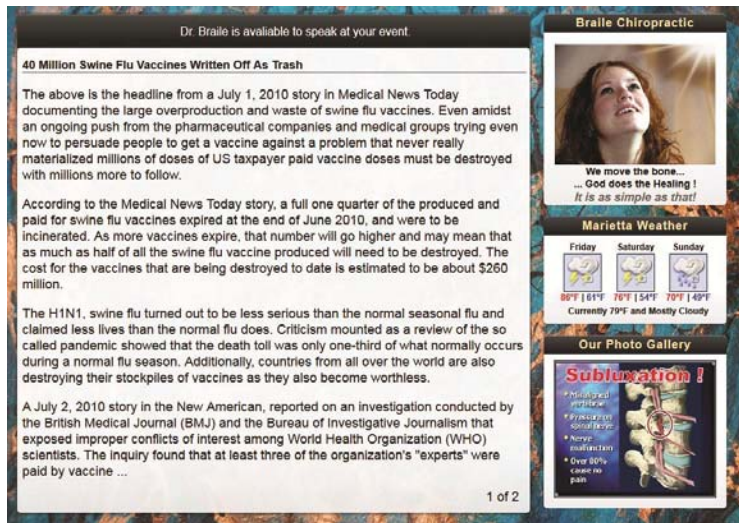 Dr. Braile is avaliable to speak at your event.
40 Million Swine Flu Vaccines Written Off As Trash
The above is the headline from a July 1, 2010 story in Medical News Today
documenting the large overproduction and waste of swine flu vaccines. Even amidst
an ongoing push from the pharmaceutical companies and medical groups trying even
now to persuade people to get a vaccine against a problem that never really
materialized millions of doses of US taxpayer paid vaccine doses must be destroyed
with millions more to follow.
According to the Medical News Today story, a full one quarter of the produced and
paid for swine flu vaccines expired at the end of June 2010, and were to be
incinerated. As more vaccines expire, that number will go higher and may mean that
as much as half of all the swine flu vaccine produced will need to be destroyed. The
cost for the vaccines that are being destroyed to date is estimated to be about $260
million.
The H1N1, swine flu turned out to be less serious than the normal seasonal flu and
claimed less lives than the normal flu does. Criticism mounted as a review of the so
called pandemic showed that the death toll was only one-third of what normally occurs
during a normal flu season. Additionally, countries from all over the world are also
destroying their stockpiles of vaccines as they also become worthless.
A July 2, 2010 story in the New American, reported on an investigation conducted by
the British Medical Journal (BMJ) and the Bureau of Investigative Journalism that
exposed improper conflicts of interest among World Health Organization (WHO)
scientists. The inquiry found that at least three of the organization's "experts" were
paid by vaccine ...
1 of 2
Braile Chiropractic
We move the bone...
... God does the Healing !
It is as simple as that!
Marietta Weather
Friday Saturday Sunday
86°F | 61°F 76°F | 54°F 70°F | 49°F
Currently 79°F and Mostly Cloudy
Our Photo Gallery
Subluxation !
• Misaligned
vertebrae
• Pressure on
spinal nerve
• Nerve
malfunction
• Over 80%
cause no
pain